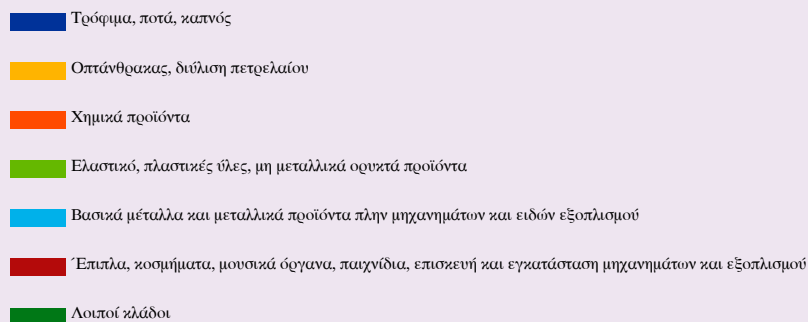 Τρόφιμα, ποτά, καπνός
Οπτάνθρακας, διύλιση πετρελαίου
Χημικά προϊόντα
Ελαστικό, πλαστικές ύλες, μη μεταλλικά ορυκτά προϊόντα
Βασικά μέταλλα και μεταλλικά προϊόντα πλην μηχανημάτων και ειδών εξοπλισμού
Έπιπλα, κοσμήματα, μουσικά όργανα, παιχνίδια, επισκευή και εγκατάσταση μηχανημάτων και εξοπλισμού
Λοιποί κλάδοι